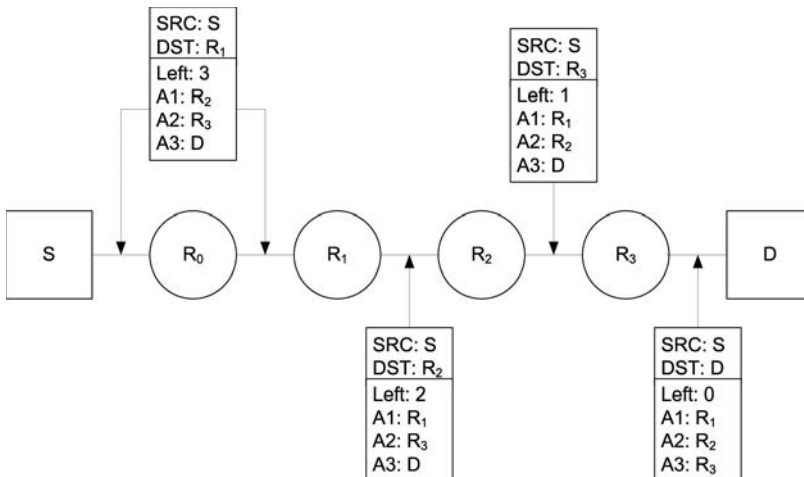 SRC: S
DST: R₁
Left: 3
A1: R₂
A2: R₃
A3: D
SRC: S
DST: R₃
Left: 1
A1: R₁
A2: R₂
A3: D
S
R₀
R₁
R₂
R₃
D
SRC: S
DST: R₂
Left: 2
A1: R₁
A2: R₃
A3: D
SRC: S
DST: D
Left: 0
A1: R₁
A2: R₂
A3: R₃